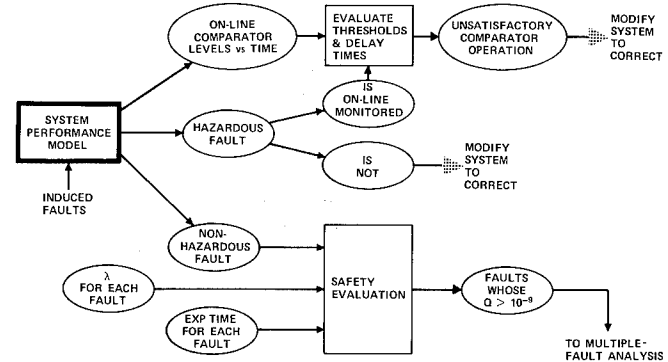 ON-LINE
COMPARATOR
LEVELS vs TIME
EVALUATE
THRESHOLDS
& DELAY
TIMES
UNSATISFACTORY
COMPARATOR
OPERATION
MODIFY
SYSTEM
TO
CORRECT
SYSTEM
PERFORMANCE
MODEL
HAZARDOUS
FAULT
IS
ON-LINE
MONITORED
IS
NOT
MODIFY
SYSTEM
TO
CORRECT
INDUCED
FAULTS
NON-
HAZARDOUS
FAULT
λ
FOR EACH
FAULT
EXP TIME
FOR EACH
FAULT
SAFETY
EVALUATION
FAULTS
WHOSE
Q > 10⁻⁹
TO MULTIPLE-
FAULT ANALYSIS